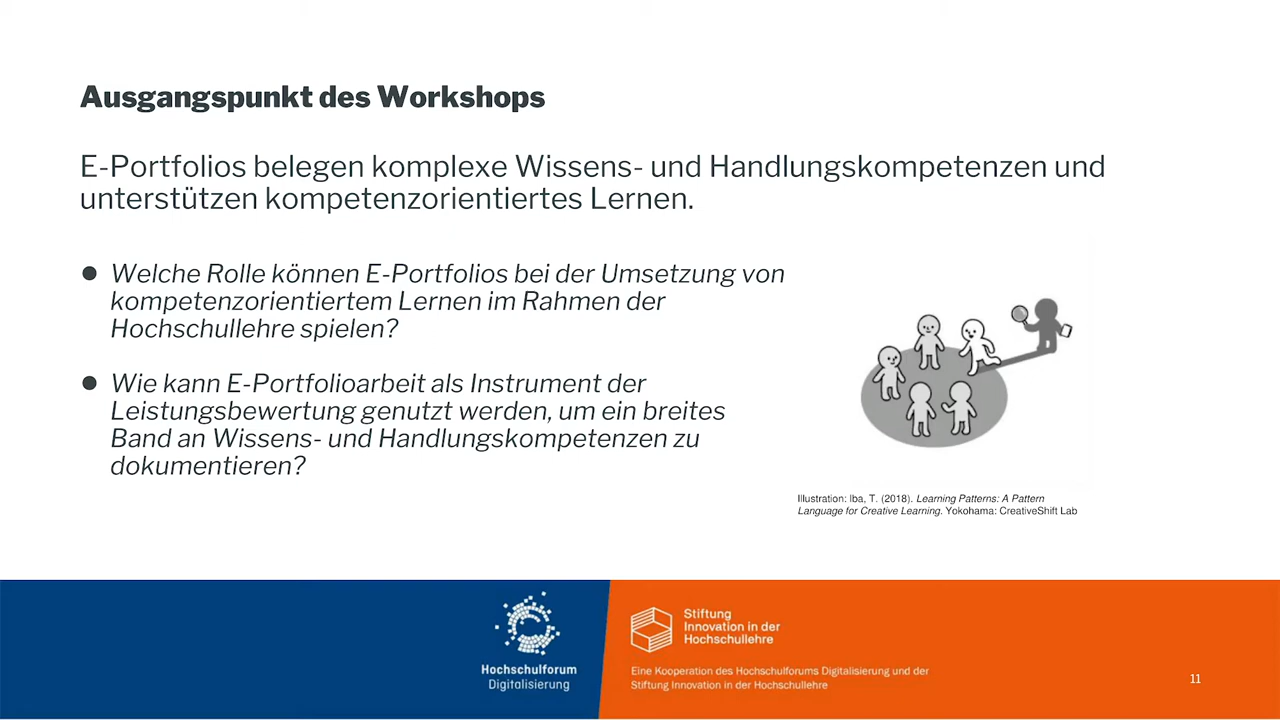 Ausgangspunkt des Workshops
E-Portfolios belegen komplexe Wissens- und Handlungskompetenzen und
unterstützen kompetenzorientiertes Lernen.
● Welche Rolle können E-Portfolios bei der Umsetzung von
kompetenzorientiertem Lernen im Rahmen der
Hochschullehre spielen?
● Wie kann E-Portfolioarbeit als Instrument der
Leistungsbewertung genutzt werden, um ein breites
Band an Wissens- und Handlungskompetenzen zu
dokumentieren?
Illustration: Iba, T. (2018). Learning Patterns: A Pattern
Language for Creative Learning. Yokohama: CreativeShift Lab
Hochschulforum
Digitalisierung
Stiftung
Innovation in der
Hochschullehre
Eine Kooperation des Hochschulforums Digitalisierung und der
Stiftung Innovation in der Hochschullehre
11